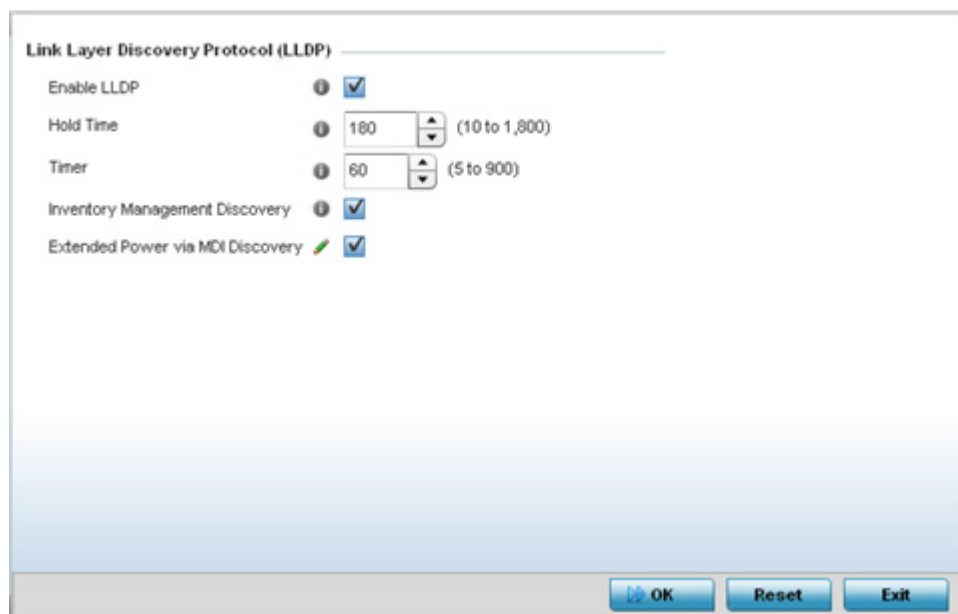 Link Layer Discovery Protocol (LLDP)
Enable LLDP
Hold Time 180 (10 to 1,800)
Timer 60 (5 to 900)
Inventory Management Discovery
Extended Power via MDI Discovery
OK Reset Exit